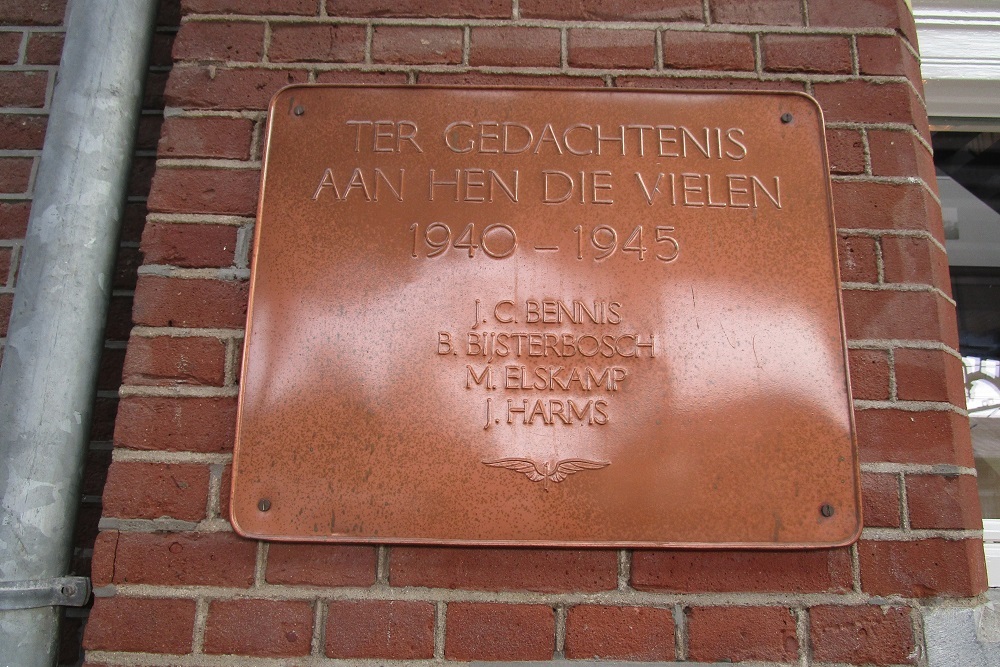 TER GEDACHTENIS
AAN HEN DIE VIELEN
1940 – 1945
J. C. BENNIS
B. BIJSTERBOSCH
M. ELSKAMP
J. HARMS